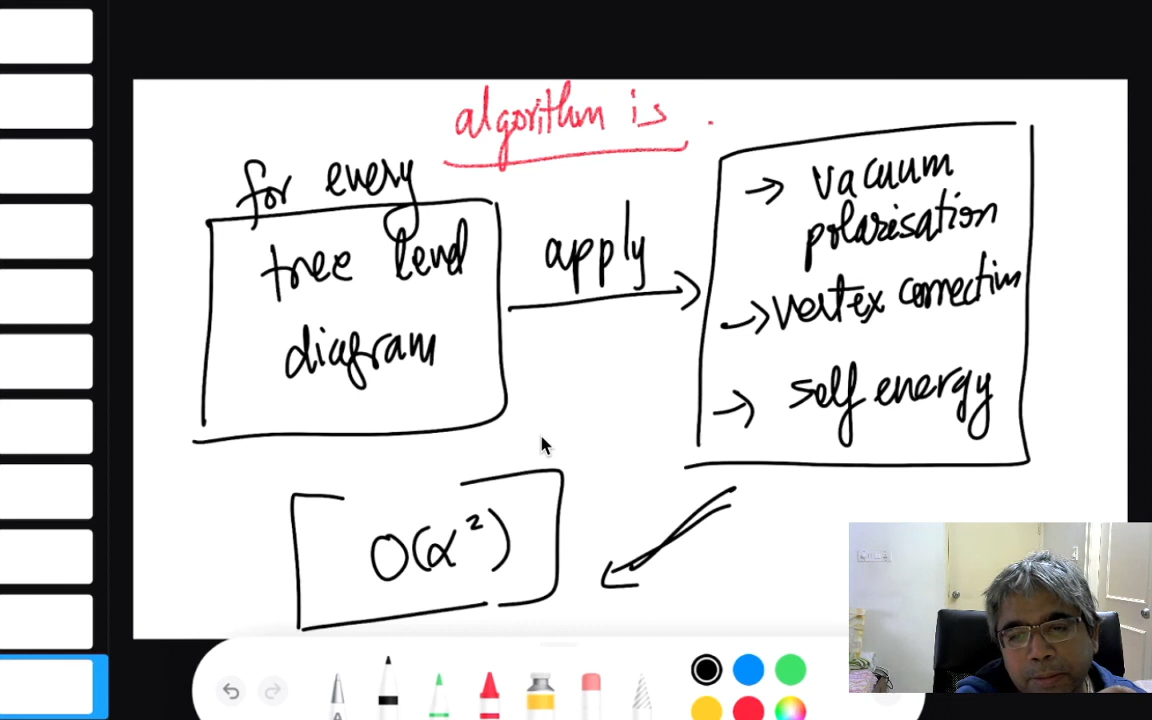 algorithm is.
for every
tree level
diagram
apply
→ vacuum
polarisation
→ vertex correction
→ self energy
O(α²)